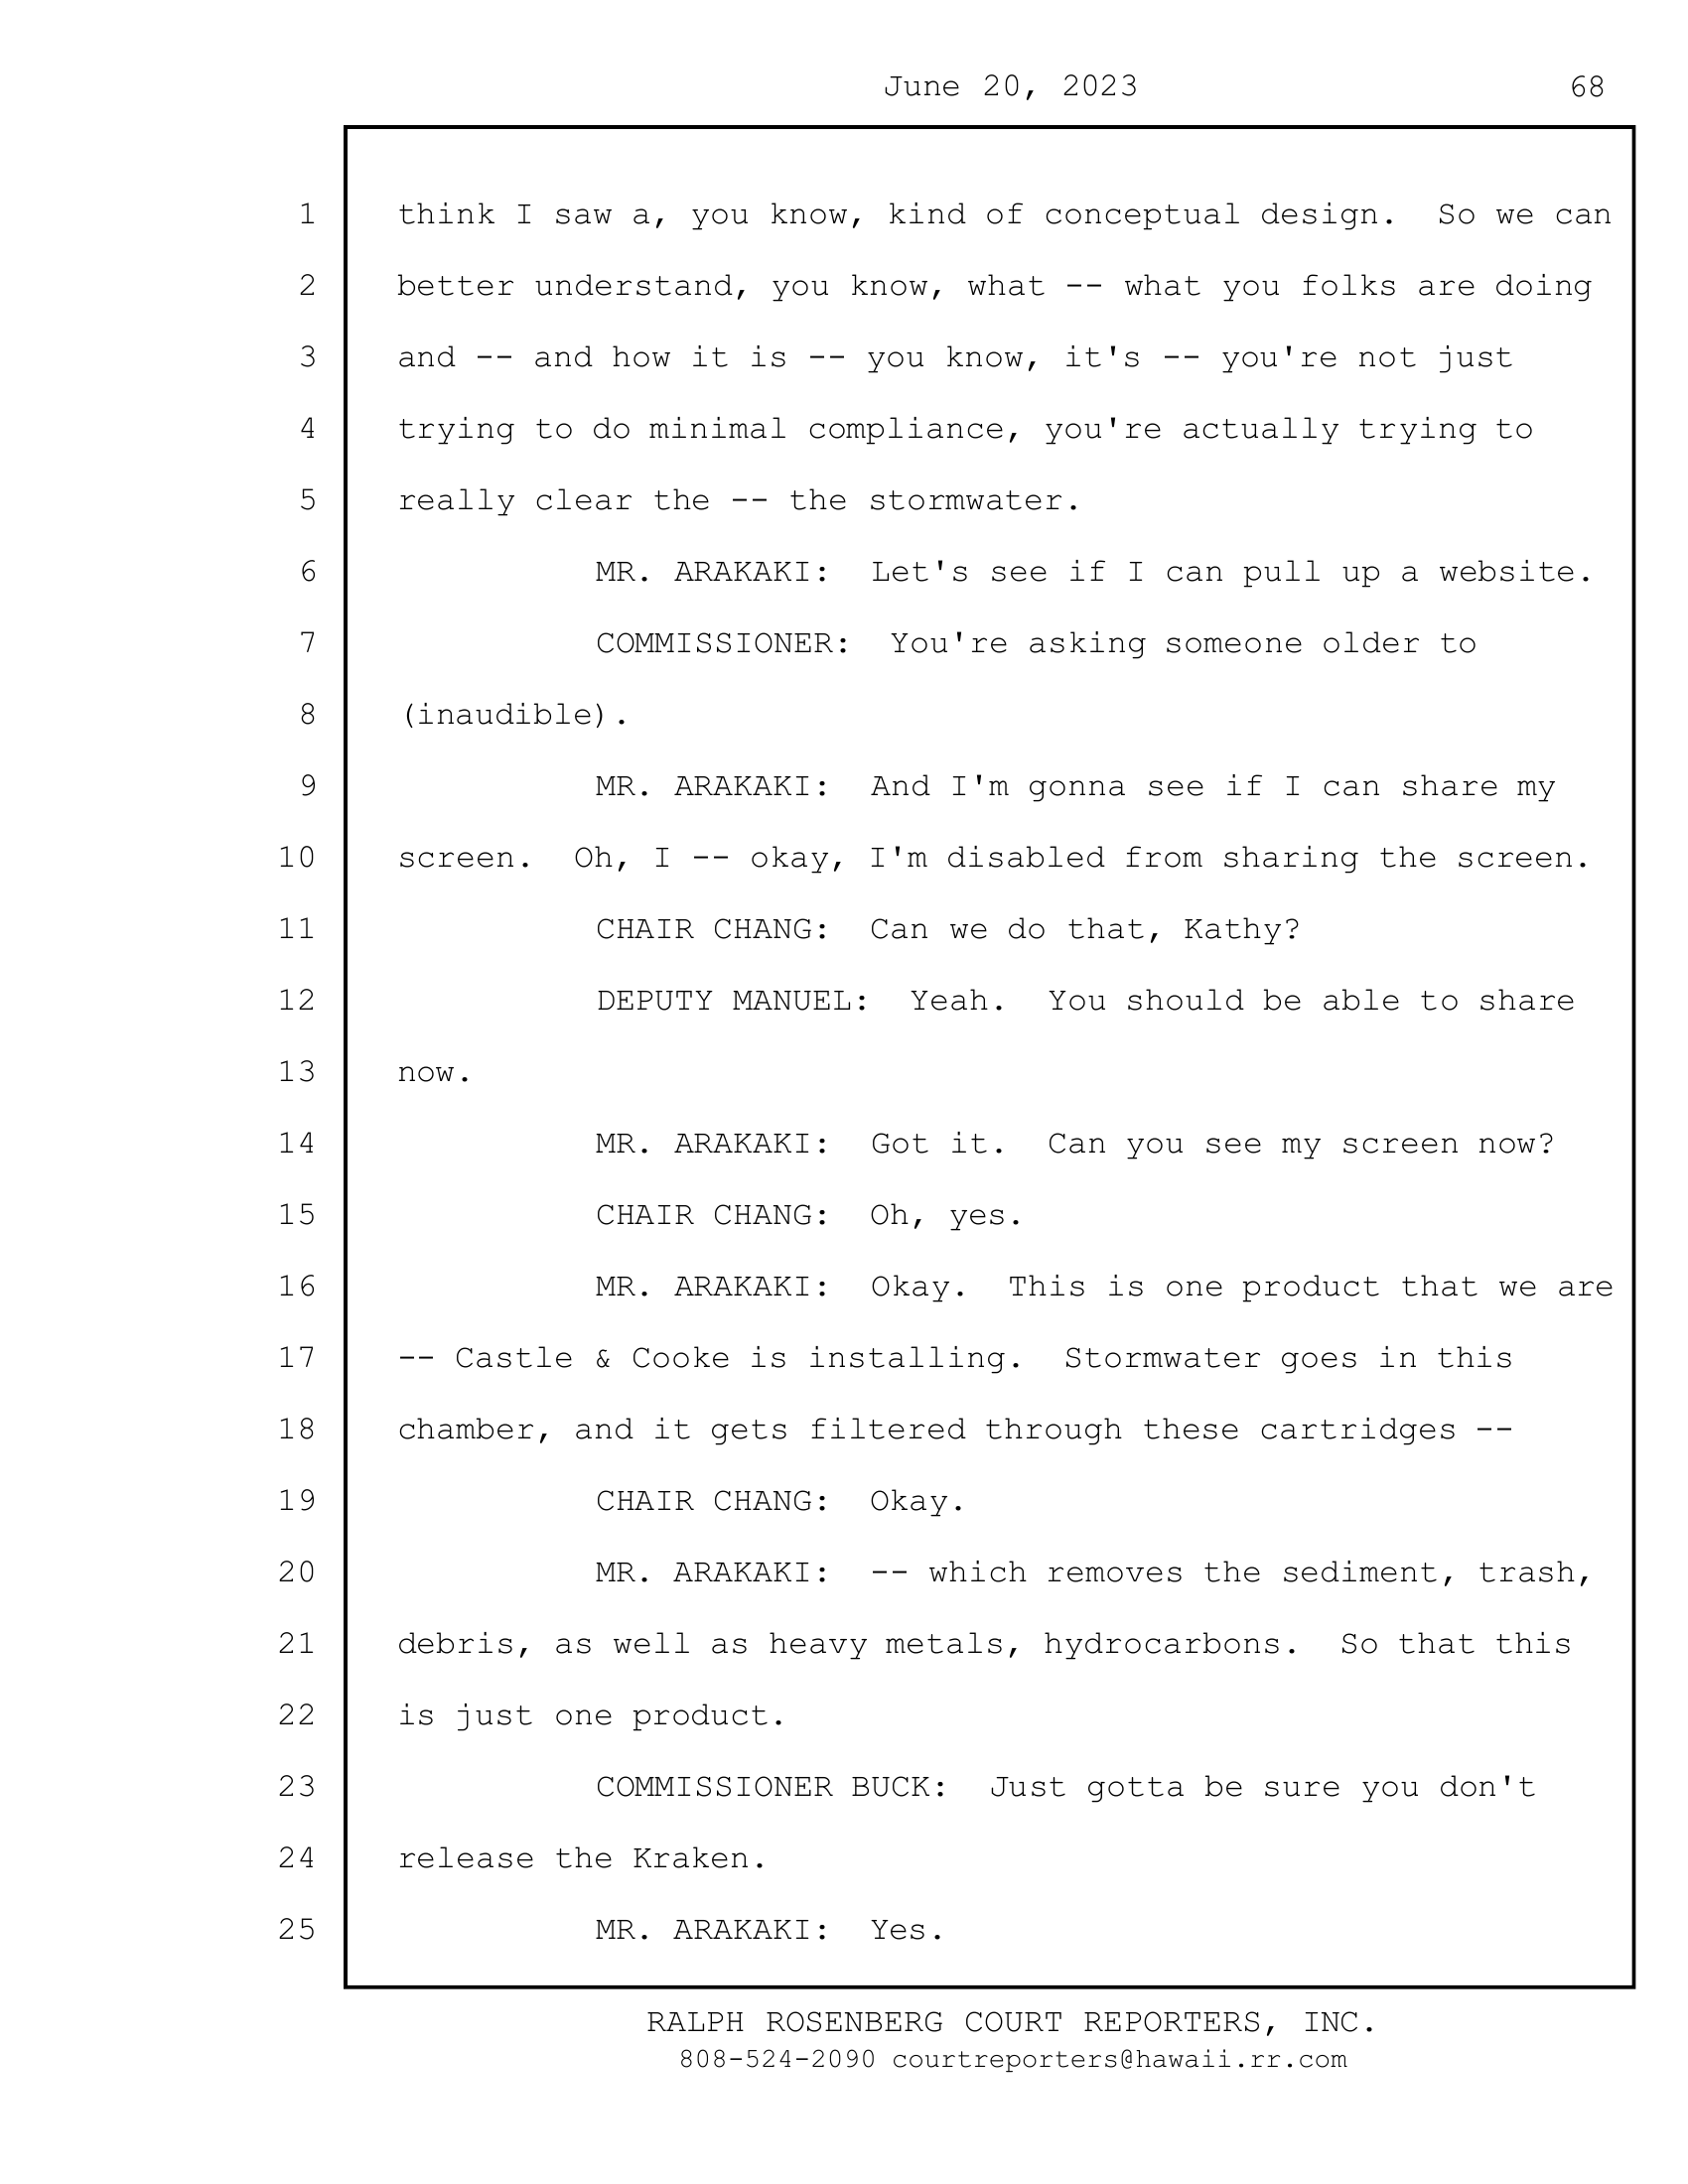 June 20, 2023 68
1 think I saw a, you know, kind of conceptual design.  So we can
2 better understand, you know, what -- what you folks are doing
3 and -- and how it is -- you know, it's -- you're not just
4 trying to do minimal compliance, you're actually trying to
5 really clear the -- the stormwater.
6 MR. ARAKAKI:  Let's see if I can pull up a website.
7 COMMISSIONER:  You're asking someone older to
8 (inaudible).
9 MR. ARAKAKI:  And I'm gonna see if I can share my
10 screen.  Oh, I -- okay, I'm disabled from sharing the screen.
11 CHAIR CHANG:  Can we do that, Kathy?
12 DEPUTY MANUEL:  Yeah.  You should be able to share
13 now.
14 MR. ARAKAKI:  Got it.  Can you see my screen now?
15 CHAIR CHANG:  Oh, yes.
16 MR. ARAKAKI:  Okay.  This is one product that we are
17 -- Castle & Cooke is installing.  Stormwater goes in this
18 chamber, and it gets filtered through these cartridges --
19 CHAIR CHANG:  Okay.
20 MR. ARAKAKI:  -- which removes the sediment, trash,
21 debris, as well as heavy metals, hydrocarbons.  So that this
22 is just one product.
23 COMMISSIONER BUCK:  Just gotta be sure you don't
24 release the Kraken.
25 MR. ARAKAKI:  Yes.
RALPH ROSENBERG COURT REPORTERS, INC.
808-524-2090 courtreporters@hawaii.rr.com